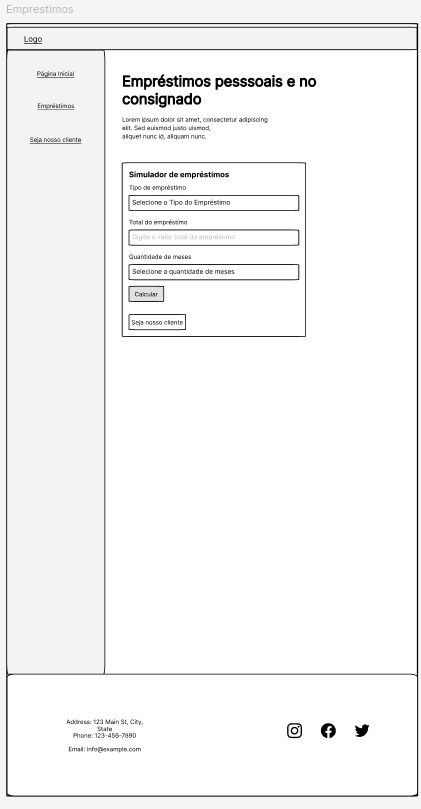 Emprestimos
Logo
Página Inicial
Empréstimos
Seja nosso cliente
Empréstimos pesssoais e no
consignado
Lorem ipsum dolor sit amet, consectetur adipiscing
elit. Sed euismod justo uismod,
aliquet nunc id, aliquam nunc.
Simulador de empréstimos
Tipo de empréstimo
Selecione o Tipo do Empréstimo
Total do empréstimo
Digite o valor total do empréstimo
Quantidade de meses
Selecione a quantidade de meses
Calcular
Seja nosso cliente
Address: 123 Main St, City,
State
Phone: 123-456-7890
Email: info@example.com